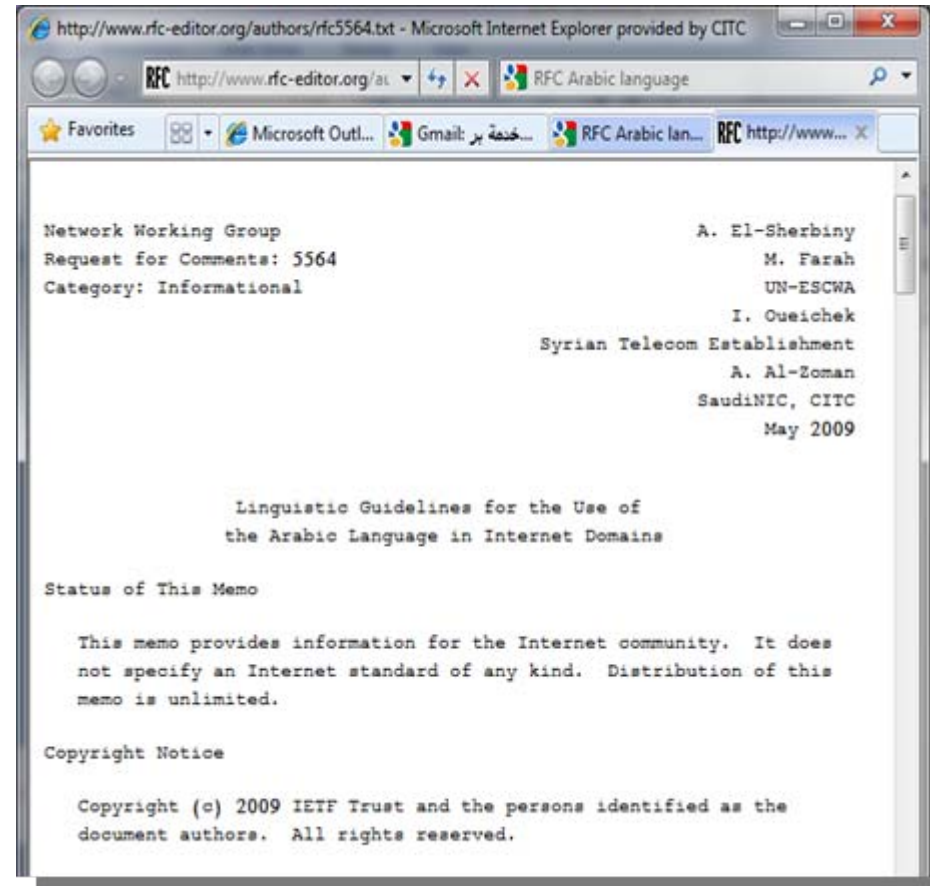 http://www.rfc-editor.org/authors/rfc5564.txt - Microsoft Internet Explorer provided by CITC
RFC http://www.rfc-editor.org/au RFC Arabic language
Favorites Microsoft Outl... Gmail: خدمة بر... RFC Arabic lan... RFC http://www...
Network Working Group A. El-Sherbiny
Request for Comments: 5564 M. Farah
Category: Informational UN-ESCWA
I. Oueichek
Syrian Telecom Establishment
A. Al-Zoman
SaudiNIC, CITC
May 2009
Linguistic Guidelines for the Use of
the Arabic Language in Internet Domains
Status of This Memo
This memo provides information for the Internet community. It does
not specify an Internet standard of any kind. Distribution of this
memo is unlimited.
Copyright Notice
Copyright (c) 2009 IETF Trust and the persons identified as the
document authors. All rights reserved.